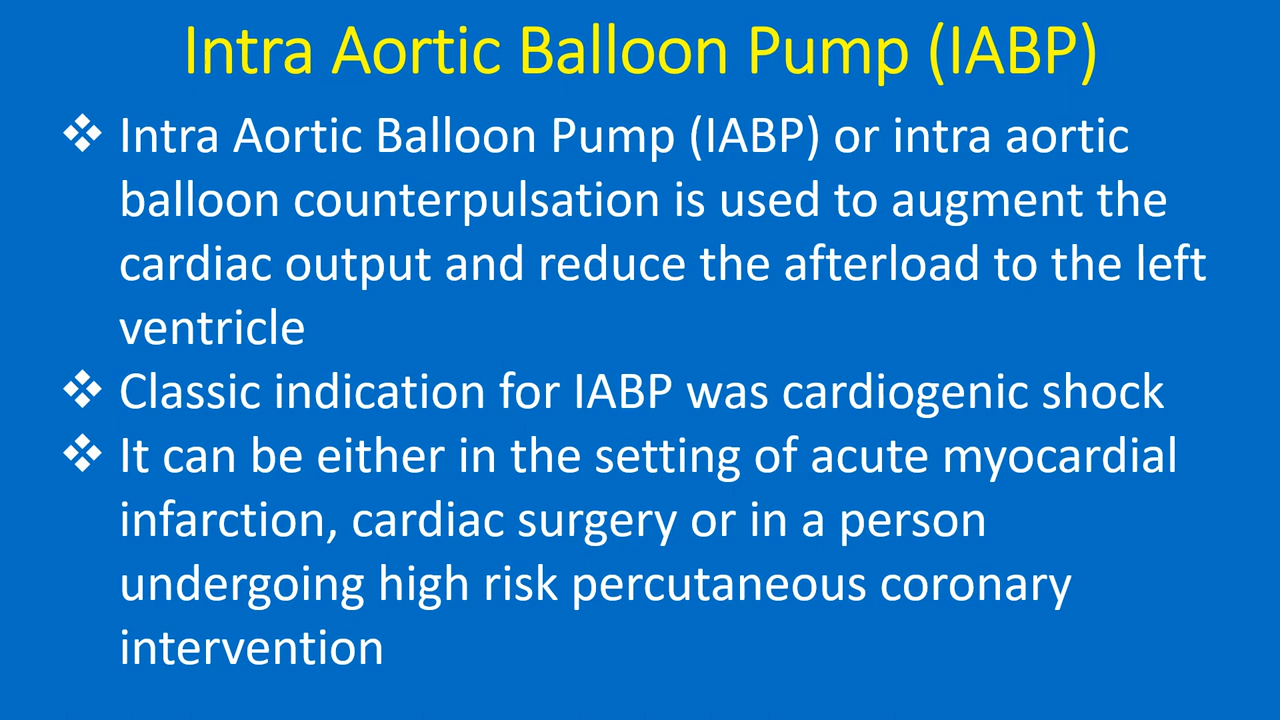 Intra Aortic Balloon Pump (IABP)
❖ Intra Aortic Balloon Pump (IABP) or intra aortic
balloon counterpulsation is used to augment the
cardiac output and reduce the afterload to the left
ventricle
❖ Classic indication for IABP was cardiogenic shock
❖ It can be either in the setting of acute myocardial
infarction, cardiac surgery or in a person
undergoing high risk percutaneous coronary
intervention